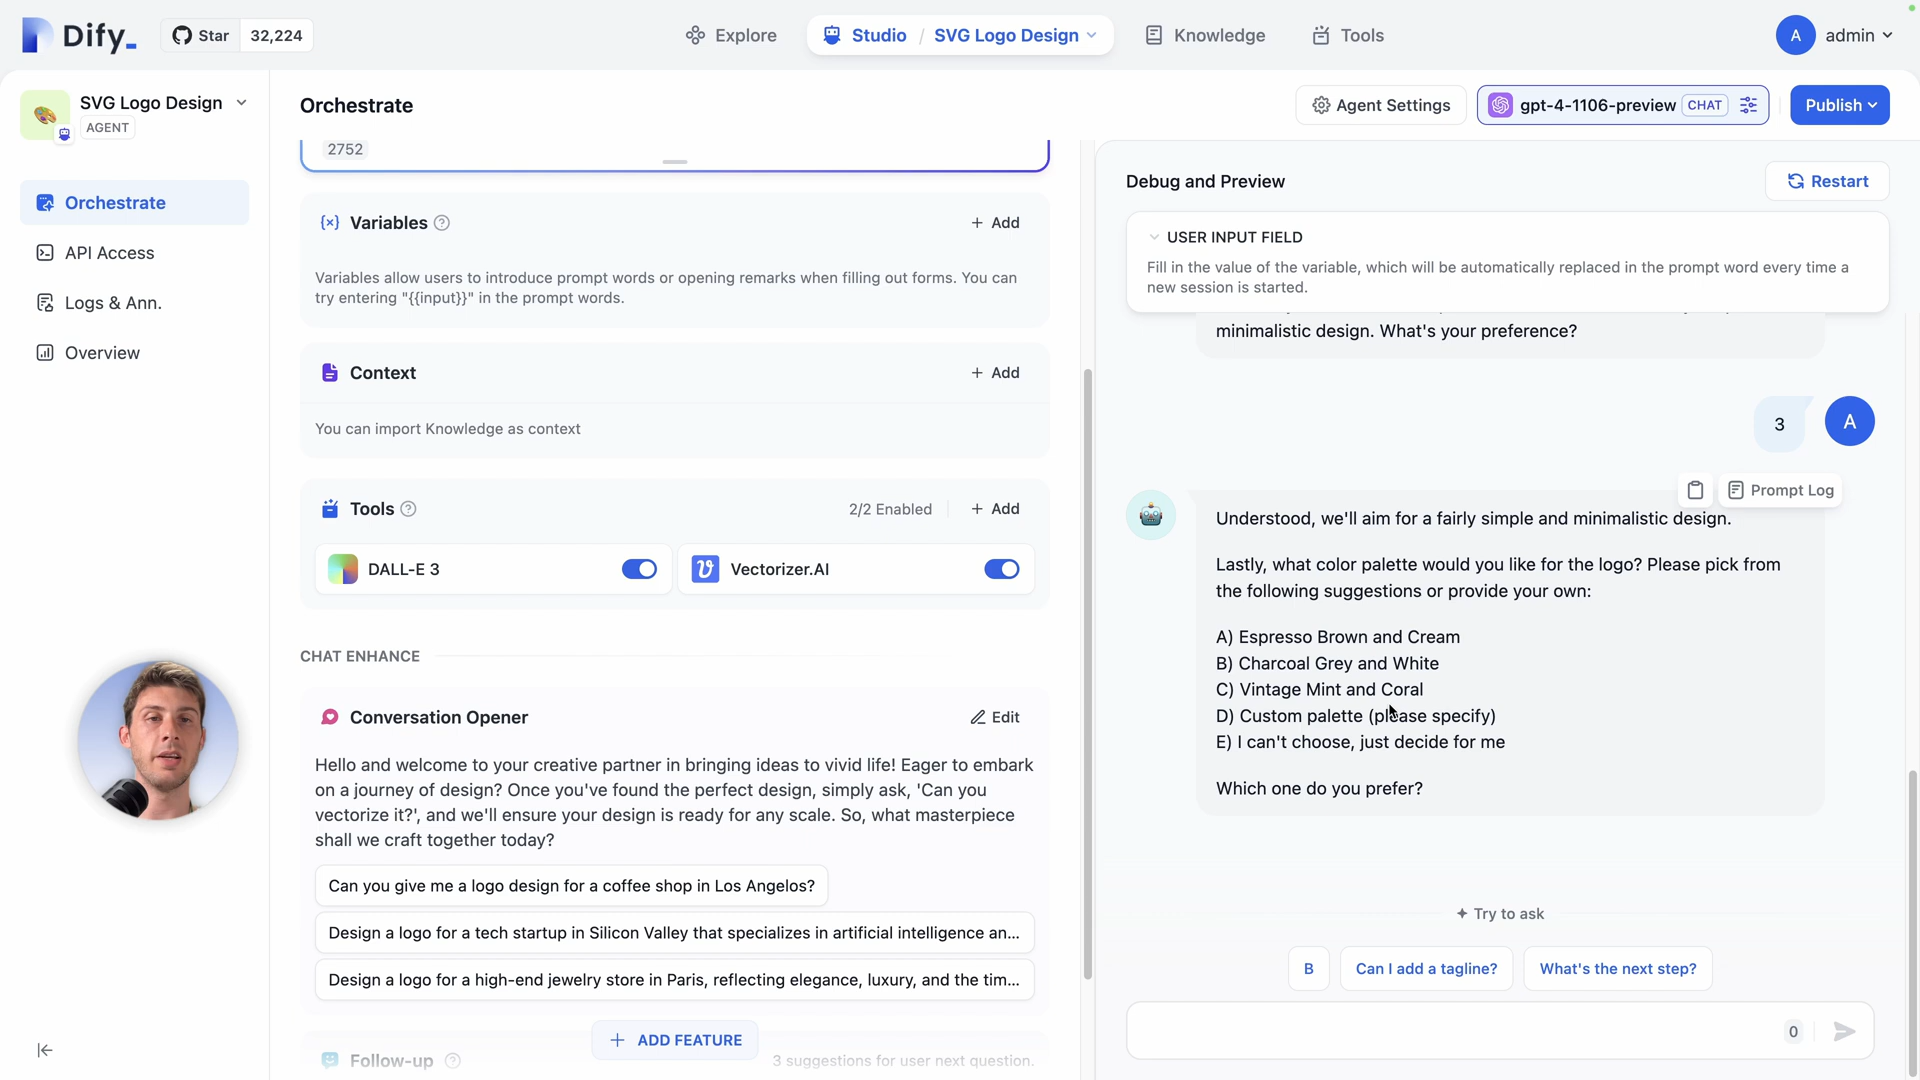 Dify_
Star 32,224
Explore
Studio / SVG Logo Design
Knowledge
Tools
A admin
SVG Logo Design
AGENT
Orchestrate
API Access
Logs & Ann.
Overview
Orchestrate
Agent Settings
gpt-4-1106-preview CHAT
Publish
2752
{x} Variables ?
+ Add
Variables allow users to introduce prompt words or opening remarks when filling out forms. You can
try entering "{{input}}" in the prompt words.
Context
+ Add
You can import Knowledge as context
Tools ?
2/2 Enabled
+ Add
DALL-E 3
Vectorizer.AI
CHAT ENHANCE
Conversation Opener
Edit
Hello and welcome to your creative partner in bringing ideas to vivid life! Eager to embark
on a journey of design? Once you've found the perfect design, simply ask, 'Can you
vectorize it?', and we'll ensure your design is ready for any scale. So, what masterpiece
shall we craft together today?
Can you give me a logo design for a coffee shop in Los Angelos?
Design a logo for a tech startup in Silicon Valley that specializes in artificial intelligence an...
Design a logo for a high-end jewelry store in Paris, reflecting elegance, luxury, and the tim...
+ ADD FEATURE
Follow-up ?
3 suggestions for user next question.
Debug and Preview
Restart
USER INPUT FIELD
Fill in the value of the variable, which will be automatically replaced in the prompt word every time a
new session is started.
minimalistic design. What's your preference?
3
A
Prompt Log
Understood, we'll aim for a fairly simple and minimalistic design.
Lastly, what color palette would you like for the logo? Please pick from
the following suggestions or provide your own:
A) Espresso Brown and Cream
B) Charcoal Grey and White
C) Vintage Mint and Coral
D) Custom palette (please specify)
E) I can't choose, just decide for me
Which one do you prefer?
Try to ask
B
Can I add a tagline?
What's the next step?
0